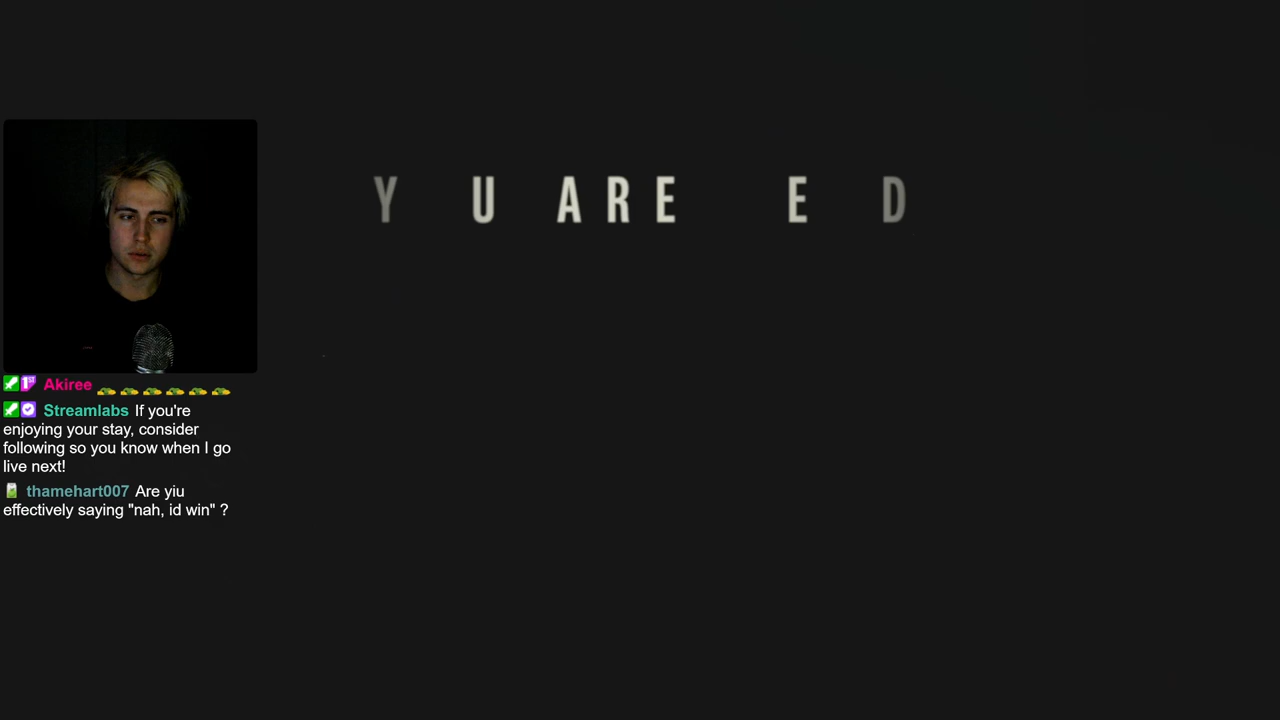 Y U ARE E D
Akiree
Streamlabs If you're
enjoying your stay, consider
following so you know when I go
live next!
thamehart007 Are yiu
effectively saying "nah, id win" ?